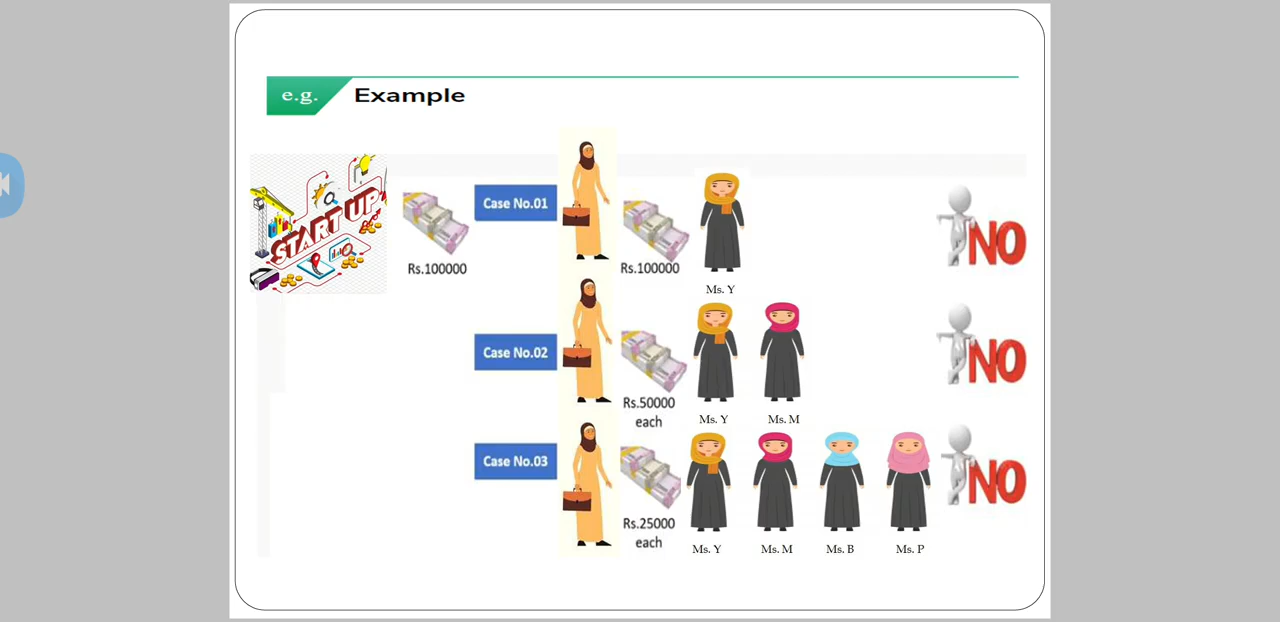 e.g. Example
START UP
Rs.100000
Case No.01
Rs.100000
Ms. Y
NO
Case No.02
Rs.50000
each
Ms. Y Ms. M
NO
Case No.03
Rs.25000
each
Ms. Y Ms. M Ms. B Ms. P
NO